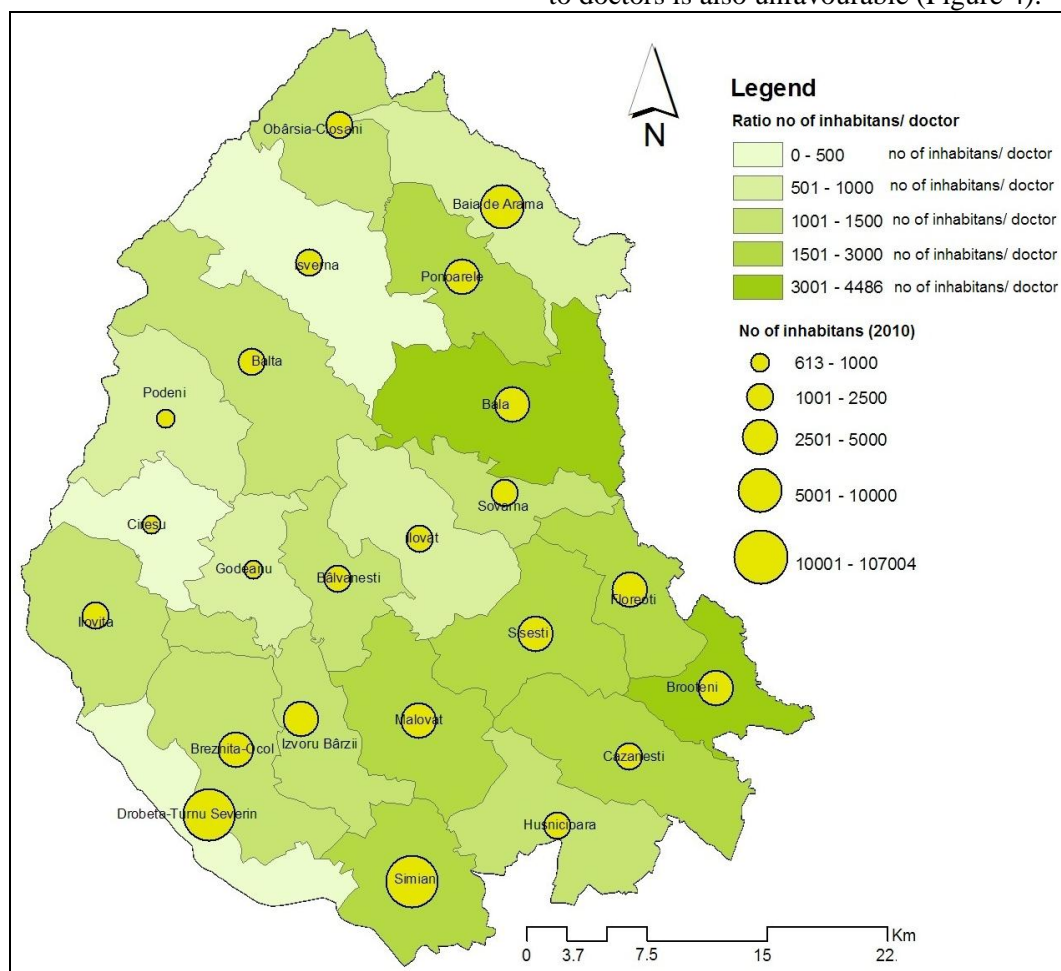 to doctors is also unfavourable (Figure 4).
Legend
Ratio no of inhabitans/ doctor
0 - 500 no of inhabitans/ doctor
501 - 1000 no of inhabitans/ doctor
1001 - 1500 no of inhabitans/ doctor
1501 - 3000 no of inhabitans/ doctor
3001 - 4486 no of inhabitans/ doctor
No of inhabitans (2010)
613 - 1000
1001 - 2500
2501 - 5000
5001 - 10000
10001 - 107004
N
Obârsia-Closani
Baia de Arama
Isverna
Ponoarele
Balta
Podeni
Bala
Ciresu
Sovarna
Ilovat
Godeanu
Bâlvanesti
Floresti
Ilovita
Sisesti
Brosteni
Malovat
Izvoru Bârzii
Breznita-Ocol
Cazanesti
Drobeta-Turnu Severin
Husnicioara
Simian
Km
0 3.7 7.5 15 22.